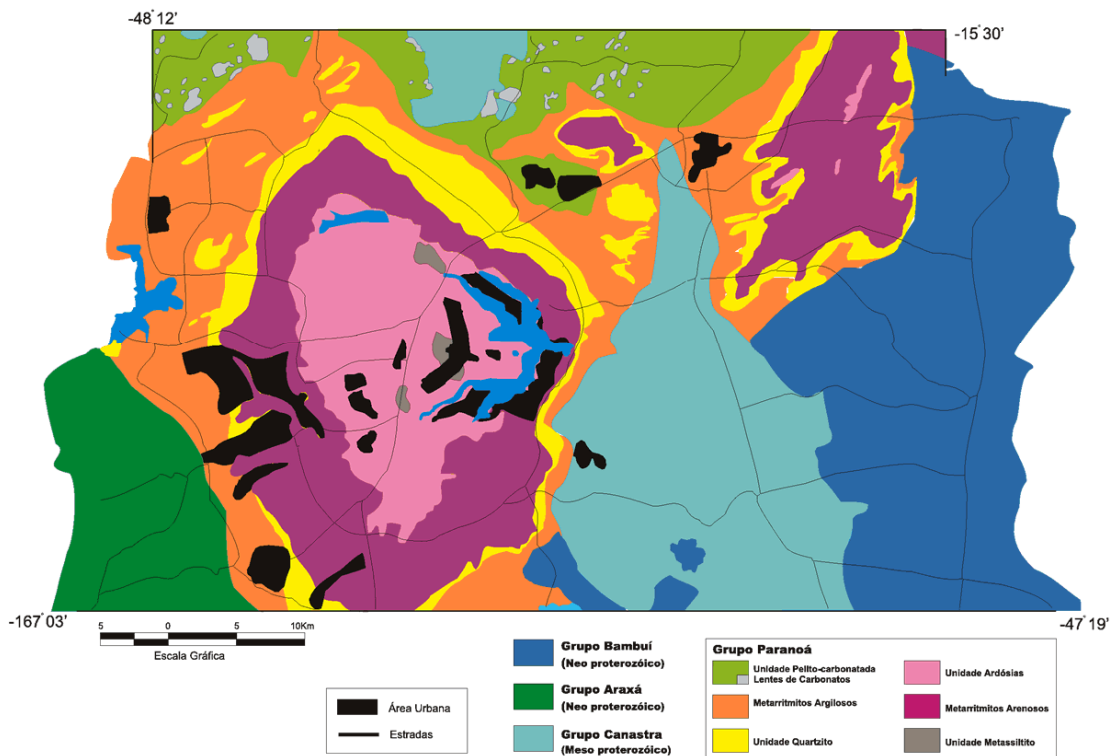 -48° 12'
-15° 30'
-167° 03'
-47° 19'
5 0 5 10Km
Escala Gráfica
Área Urbana
Estradas
Grupo Bambuí
(Neo proterozóico)
Grupo Araxá
(Neo proterozóico)
Grupo Canastra
(Meso proterozóico)
Grupo Paranoá
Unidade Pelito-carbonatada
Lentes de Carbonatos
Metarritmitos Argilosos
Unidade Quartzito
Unidade Ardósias
Metarritmitos Arenosos
Unidade Metassiltito